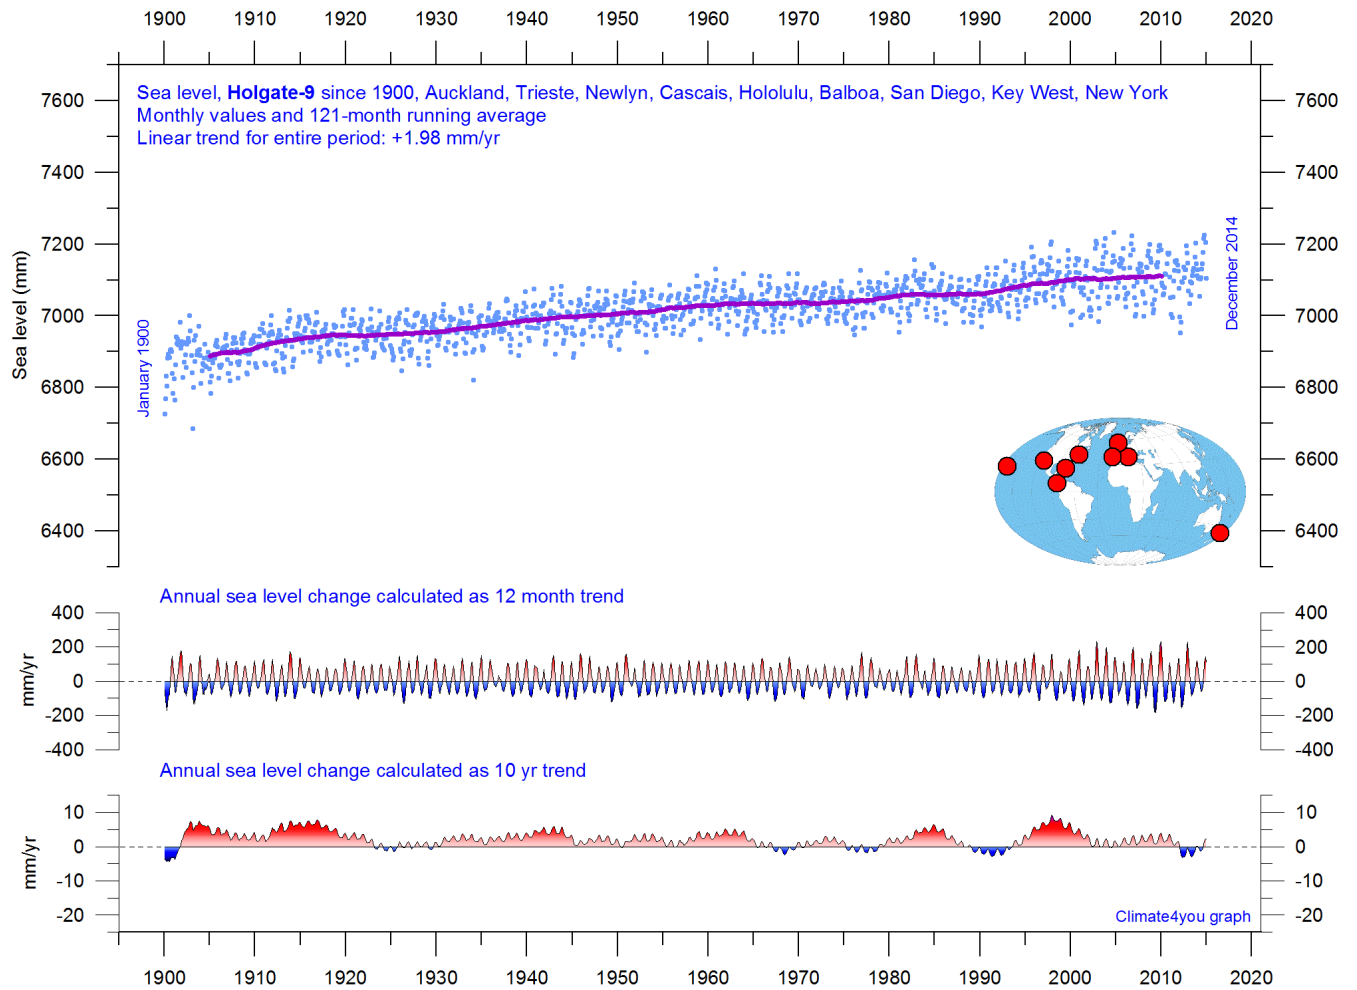 1900 1910 1920 1930 1940 1950 1960 1970 1980 1990 2000 2010 2020
Sea level, Holgate-9 since 1900, Auckland, Trieste, Newlyn, Cascais, Hololulu, Balboa, San Diego, Key West, New York
Monthly values and 121-month running average
Linear trend for entire period: +1.98 mm/yr
7600 7600
7400 7400
7200 7200
7000 7000
6800 6800
6600 6600
6400 6400
Sea level (mm)
January 1900
December 2014
Annual sea level change calculated as 12 month trend
400 400
200 200
0 0
-200 -200
-400 -400
mm/yr
Annual sea level change calculated as 10 yr trend
10 10
0 0
-10 -10
-20 -20
mm/yr
Climate4you graph
1900 1910 1920 1930 1940 1950 1960 1970 1980 1990 2000 2010 2020